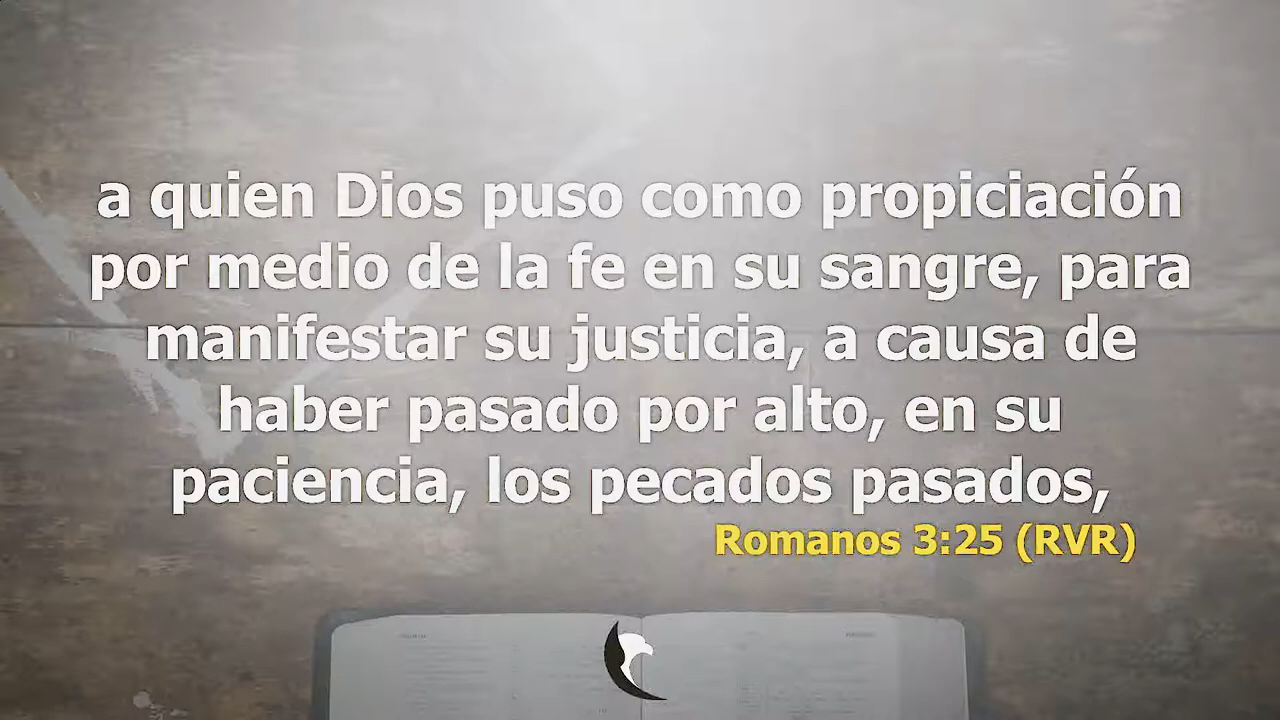 a quien Dios puso como propiciación
por medio de la fe en su sangre, para
manifestar su justicia, a causa de
haber pasado por alto, en su
paciencia, los pecados pasados,
Romanos 3:25 (RVR)